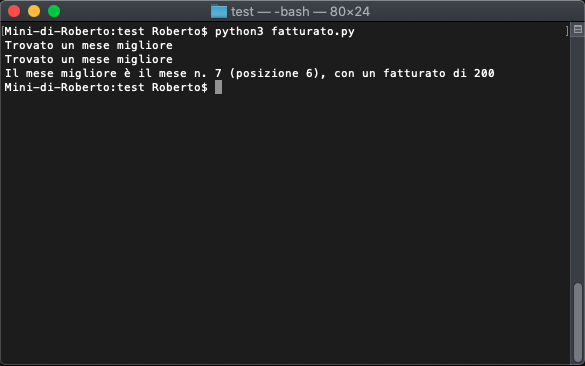 test — -bash — 80×24
[Mini-di-Roberto:test Roberto$ python3 fatturato.py ]
Trovato un mese migliore
Trovato un mese migliore
Il mese migliore è il mese n. 7 (posizione 6), con un fatturato di 200
Mini-di-Roberto:test Roberto$